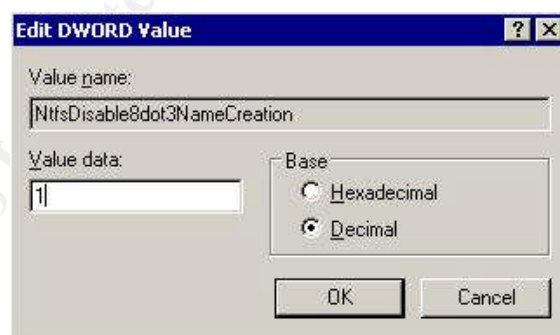 Edit DWORD Value
Value name:
NtfsDisable8dot3NameCreation
Value data:
1
Base
Hexadecimal
Decimal
OK
Cancel